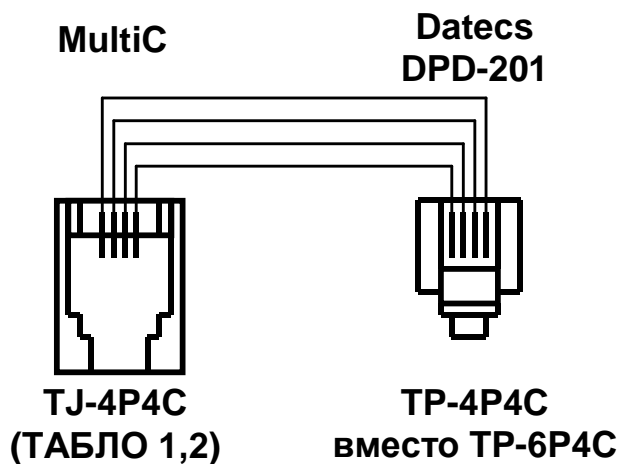 MultiC
Datecs
DPD-201
TJ-4P4C
(ТАБЛО 1,2)
TP-4P4C
вместо TP-6P4C